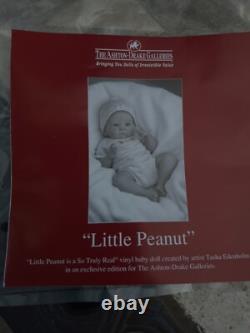 THE ASHTON-DRAKE GALLERIES
Bringing You Dolls of Irresistible Value
"Little Peanut"
"Little Peanut is a So Truly Real" vinyl baby doll created by artist Tasha Edenholm
in an exclusive edition for The Ashton-Drake Galleries.
© 112